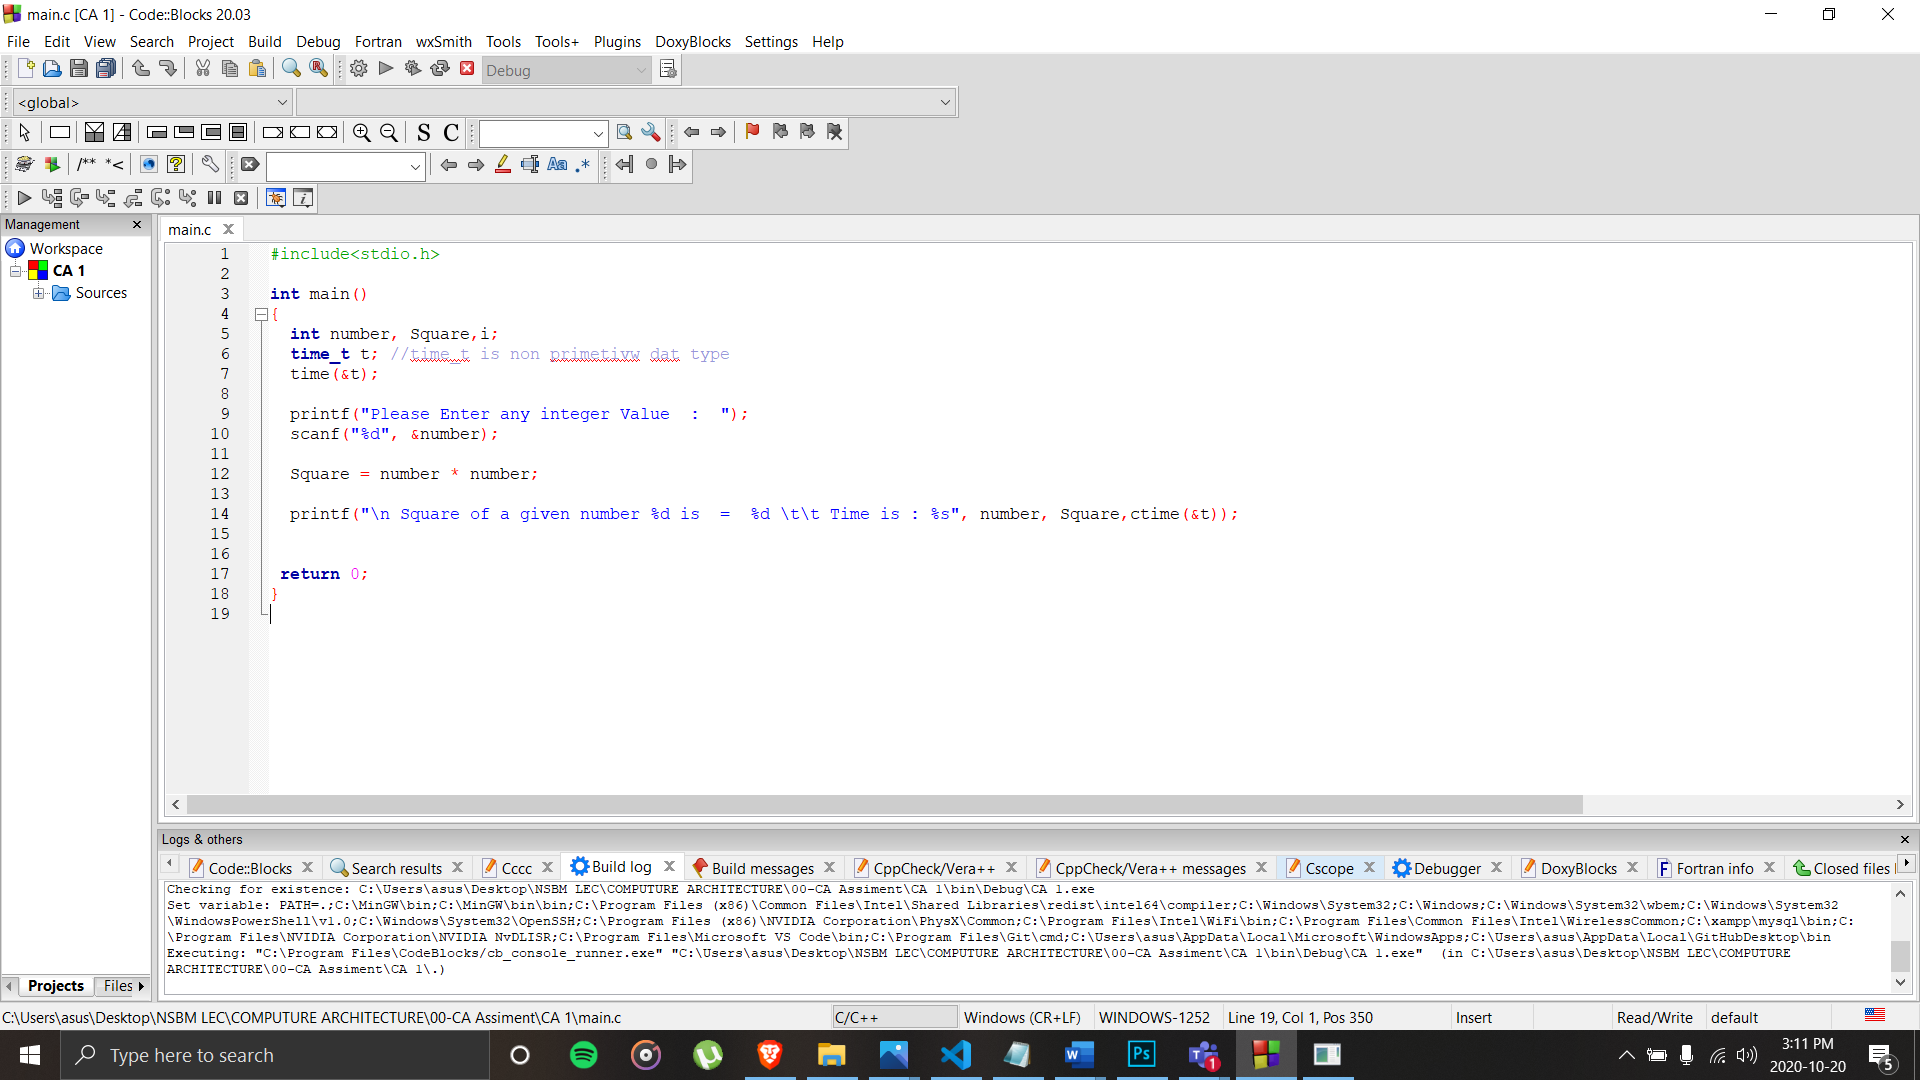 main.c [CA 1] - Code::Blocks 20.03
File Edit View Search Project Build Debug Fortran wxSmith Tools Tools+ Plugins DoxyBlocks Settings Help
Debug
<global>
S C
/** *<
Aa .*
Management
main.c
Workspace
CA 1
Sources
1 #include<stdio.h>
2
3 int main()
4 {
5 int number, Square,i;
6 time_t t; //time_t is non primetivw dat type
7 time(&t);
8
9 printf("Please Enter any integer Value  :  ");
10 scanf("%d", &number);
11
12 Square = number * number;
13
14 printf("\n Square of a given number %d is  =  %d \t\t Time is : %s", number, Square,ctime(&t));
15
16
17 return 0;
18 }
19
Logs & others
Code::Blocks Search results Cccc Build log Build messages CppCheck/Vera++ CppCheck/Vera++ messages Cscope Debugger DoxyBlocks Fortran info Closed files l
Checking for existence: C:\Users\asus\Desktop\NSBM LEC\COMPUTURE ARCHITECTURE\00-CA Assiment\CA 1\bin\Debug\CA 1.exe
Set variable: PATH=.;C:\MinGW\bin;C:\MinGW\bin\bin;C:\Program Files (x86)\Common Files\Intel\Shared Libraries\redist\intel64\compiler;C:\Windows\System32;C:\Windows;C:\Windows\System32\wbem;C:\Windows\System32
\WindowsPowerShell\v1.0;C:\Windows\System32\OpenSSH;C:\Program Files (x86)\NVIDIA Corporation\PhysX\Common;C:\Program Files\Intel\WiFi\bin;C:\Program Files\Common Files\Intel\WirelessCommon;C:\xampp\mysql\bin;C:
\Program Files\NVIDIA Corporation\NVIDIA NvDLISR;C:\Program Files\Microsoft VS Code\bin;C:\Program Files\Git\cmd;C:\Users\asus\AppData\Local\Microsoft\WindowsApps;C:\Users\asus\AppData\Local\GitHubDesktop\bin
Executing: "C:\Program Files\CodeBlocks/cb_console_runner.exe" "C:\Users\asus\Desktop\NSBM LEC\COMPUTURE ARCHITECTURE\00-CA Assiment\CA 1\bin\Debug\CA 1.exe"  (in C:\Users\asus\Desktop\NSBM LEC\COMPUTURE
ARCHITECTURE\00-CA Assiment\CA 1\.)
Projects Files
C:\Users\asus\Desktop\NSBM LEC\COMPUTURE ARCHITECTURE\00-CA Assiment\CA 1\main.c C/C++ Windows (CR+LF) WINDOWS-1252 Line 19, Col 1, Pos 350 Insert Read/Write default
Type here to search
Ps
1
3:11 PM
2020-10-20
5